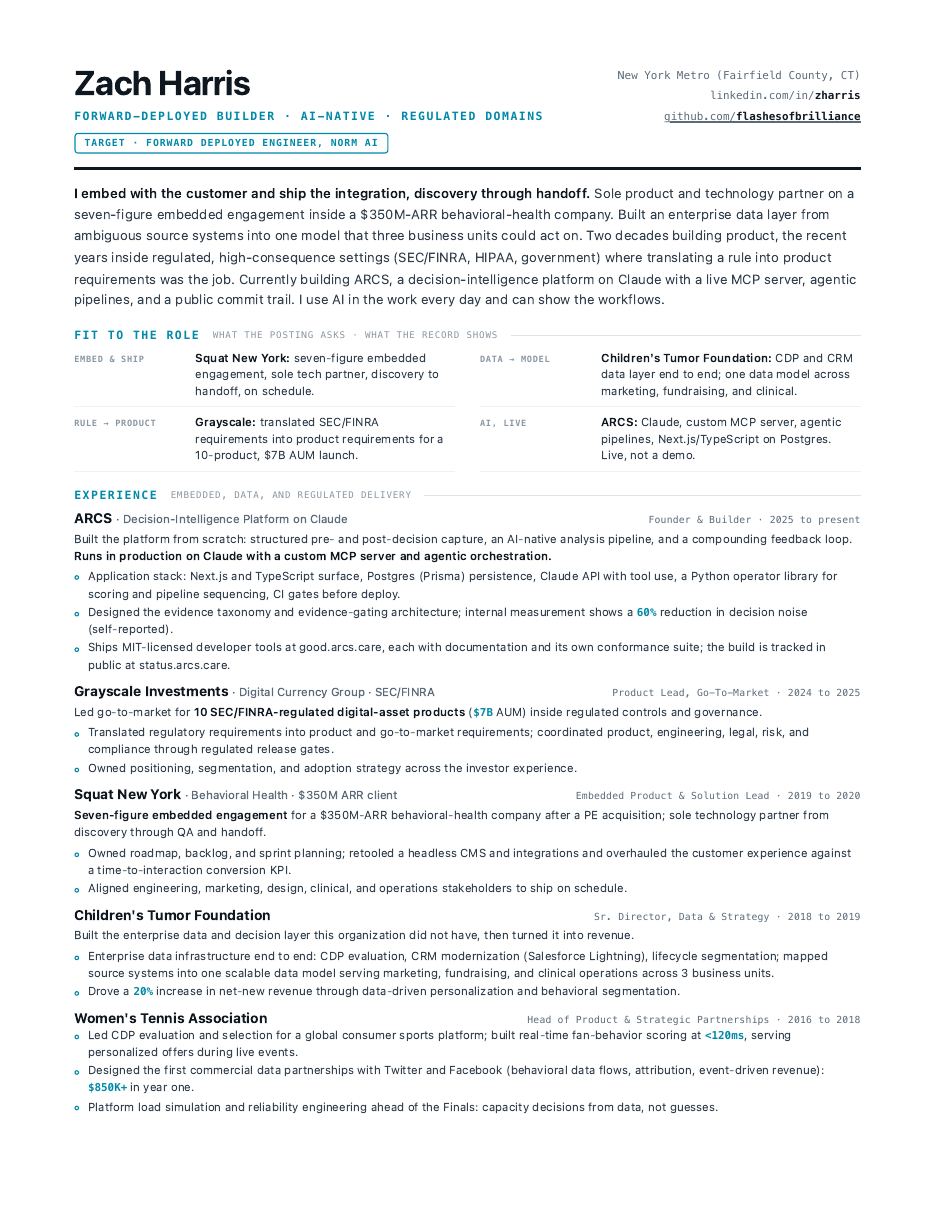 Zach Harris
New York Metro (Fairfield County, CT)
linkedin.com/in/zharris
github.com/flashesofbrilliance
FORWARD-DEPLOYED BUILDER · AI-NATIVE · REGULATED DOMAINS
TARGET · FORWARD DEPLOYED ENGINEER, NORM AI
I embed with the customer and ship the integration, discovery through handoff. Sole product and technology partner on a
seven-figure embedded engagement inside a $350M-ARR behavioral-health company. Built an enterprise data layer from
ambiguous source systems into one model that three business units could act on. Two decades building product, the recent
years inside regulated, high-consequence settings (SEC/FINRA, HIPAA, government) where translating a rule into product
requirements was the job. Currently building ARCS, a decision-intelligence platform on Claude with a live MCP server, agentic
pipelines, and a public commit trail. I use AI in the work every day and can show the workflows.
FIT TO THE ROLE WHAT THE POSTING ASKS · WHAT THE RECORD SHOWS
EMBED & SHIP
Squat New York: seven-figure embedded
engagement, sole tech partner, discovery to
handoff, on schedule.
DATA → MODEL
Children's Tumor Foundation: CDP and CRM
data layer end to end; one data model across
marketing, fundraising, and clinical.
RULE → PRODUCT
Grayscale: translated SEC/FINRA
requirements into product requirements for a
10-product, $7B AUM launch.
AI, LIVE
ARCS: Claude, custom MCP server, agentic
pipelines, Next.js/TypeScript on Postgres.
Live, not a demo.
EXPERIENCE EMBEDDED, DATA, AND REGULATED DELIVERY
ARCS · Decision-Intelligence Platform on Claude Founder & Builder · 2025 to present
Built the platform from scratch: structured pre- and post-decision capture, an AI-native analysis pipeline, and a compounding feedback loop.
Runs in production on Claude with a custom MCP server and agentic orchestration.
Application stack: Next.js and TypeScript surface, Postgres (Prisma) persistence, Claude API with tool use, a Python operator library for
scoring and pipeline sequencing, CI gates before deploy.
Designed the evidence taxonomy and evidence-gating architecture; internal measurement shows a 60% reduction in decision noise
(self-reported).
Ships MIT-licensed developer tools at good.arcs.care, each with documentation and its own conformance suite; the build is tracked in
public at status.arcs.care.
Grayscale Investments · Digital Currency Group · SEC/FINRA Product Lead, Go-To-Market · 2024 to 2025
Led go-to-market for 10 SEC/FINRA-regulated digital-asset products ($7B AUM) inside regulated controls and governance.
Translated regulatory requirements into product and go-to-market requirements; coordinated product, engineering, legal, risk, and
compliance through regulated release gates.
Owned positioning, segmentation, and adoption strategy across the investor experience.
Squat New York · Behavioral Health · $350M ARR client Embedded Product & Solution Lead · 2019 to 2020
Seven-figure embedded engagement for a $350M-ARR behavioral-health company after a PE acquisition; sole technology partner from
discovery through QA and handoff.
Owned roadmap, backlog, and sprint planning; retooled a headless CMS and integrations and overhauled the customer experience against
a time-to-interaction conversion KPI.
Aligned engineering, marketing, design, clinical, and operations stakeholders to ship on schedule.
Children's Tumor Foundation Sr. Director, Data & Strategy · 2018 to 2019
Built the enterprise data and decision layer this organization did not have, then turned it into revenue.
Enterprise data infrastructure end to end: CDP evaluation, CRM modernization (Salesforce Lightning), lifecycle segmentation; mapped
source systems into one scalable data model serving marketing, fundraising, and clinical operations across 3 business units.
Drove a 20% increase in net-new revenue through data-driven personalization and behavioral segmentation.
Women's Tennis Association Head of Product & Strategic Partnerships · 2016 to 2018
Led CDP evaluation and selection for a global consumer sports platform; built real-time fan-behavior scoring at <120ms, serving
personalized offers during live events.
Designed the first commercial data partnerships with Twitter and Facebook (behavioral data flows, attribution, event-driven revenue):
$850K+ in year one.
Platform load simulation and reliability engineering ahead of the Finals: capacity decisions from data, not guesses.